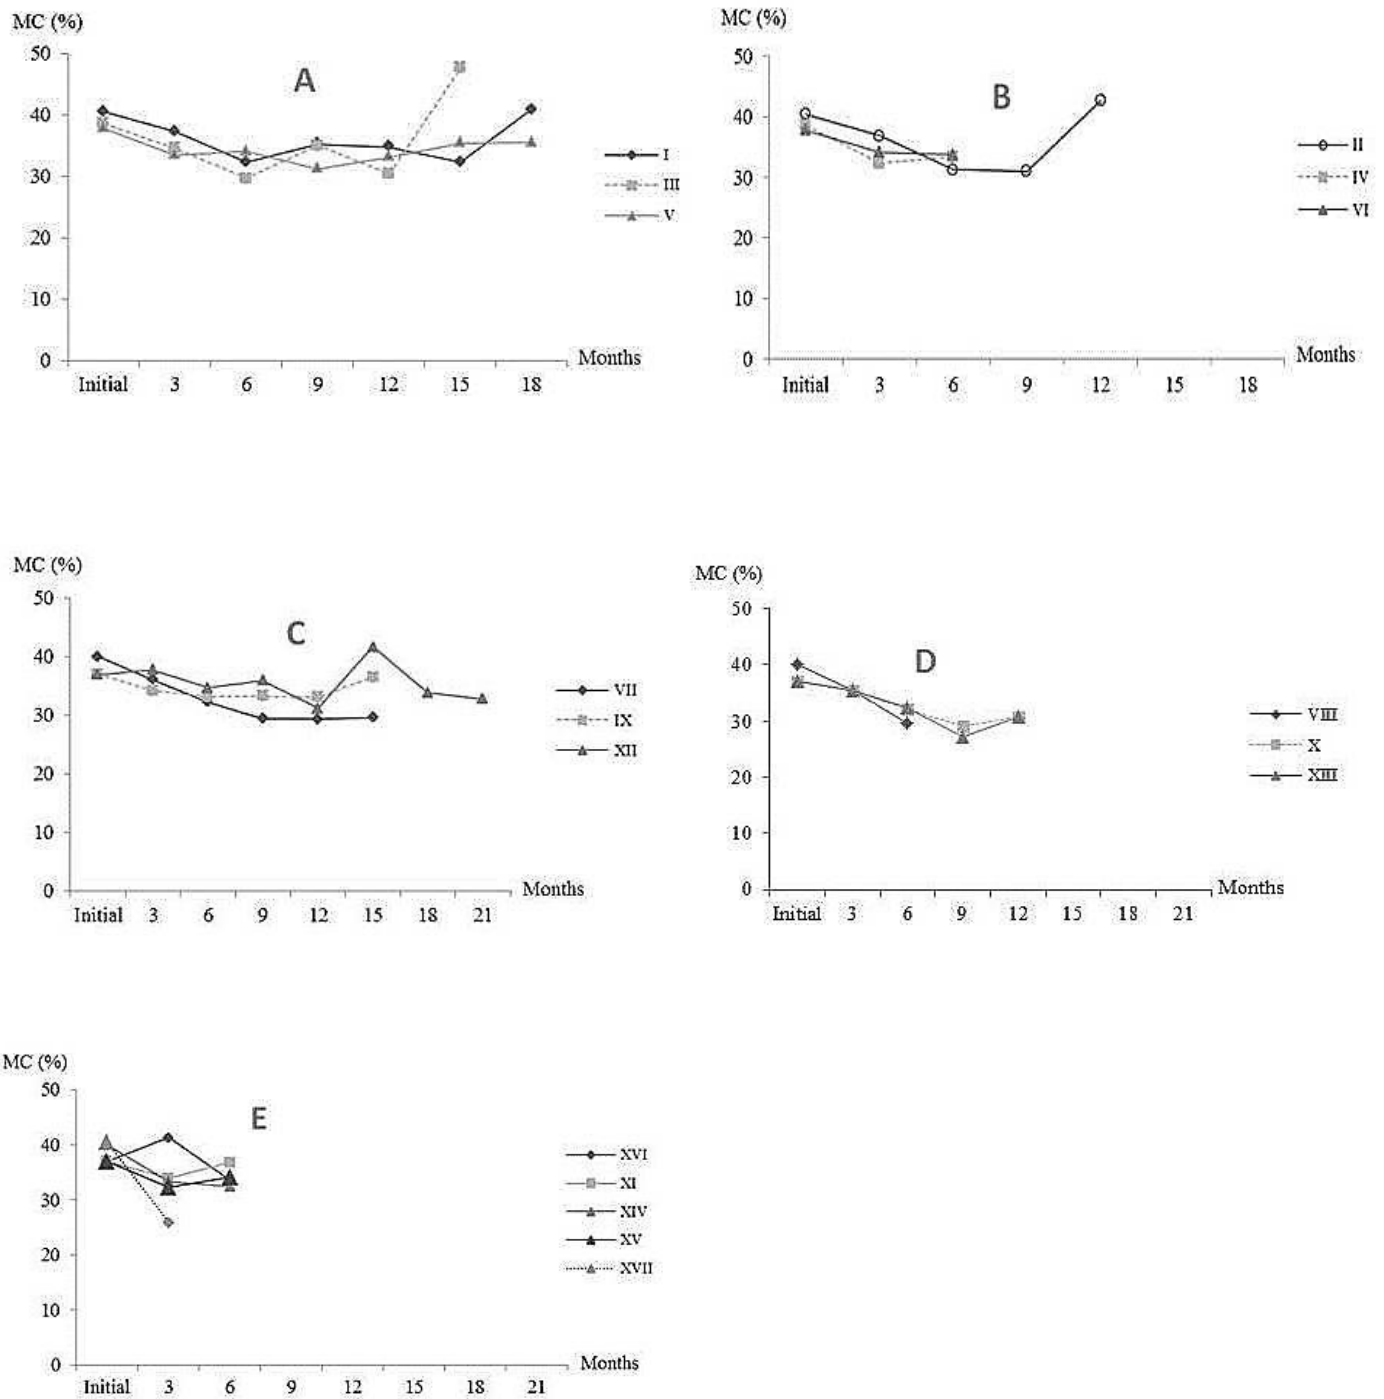 MC (%)
50
A
40
30
20
10
0
Months
Initial 3 6 9 12 15 18
I
III
V
MC (%)
50
B
40
30
20
10
0
Months
Initial 3 6 9 12 15 18
II
IV
VI
MC (%)
50
C
40
30
20
10
0
Months
Initial 3 6 9 12 15 18 21
VII
IX
XII
MC (%)
50
D
40
30
20
10
0
Months
Initial 3 6 9 12 15 18 21
VIII
X
XIII
MC (%)
50
E
40
30
20
10
0
Months
Initial 3 6 9 12 15 18 21
XVI
XI
XIV
XV
XVII